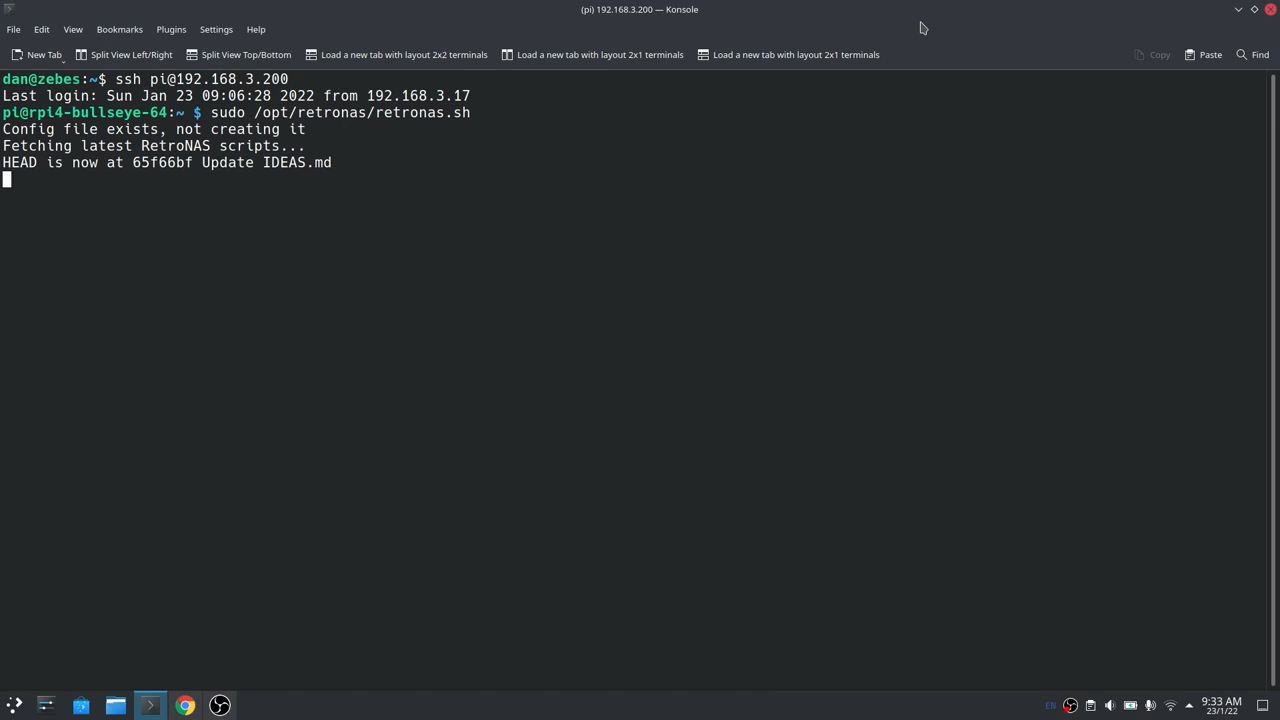 (pi) 192.168.3.200 — Konsole
File Edit View Bookmarks Plugins Settings Help
New Tab Split View Left/Right Split View Top/Bottom Load a new tab with layout 2x2 terminals Load a new tab with layout 2x1 terminals Load a new tab with layout 2x1 terminals Copy Paste Find
dan@zebes:~$ ssh pi@192.168.3.200
Last login: Sun Jan 23 09:06:28 2022 from 192.168.3.17
pi@rpi4-bullseye-64:~ $ sudo /opt/retronas/retronas.sh
Config file exists, not creating it
Fetching latest RetroNAS scripts...
HEAD is now at 65f66bf Update IDEAS.md
EN 9:33 AM
23/1/22